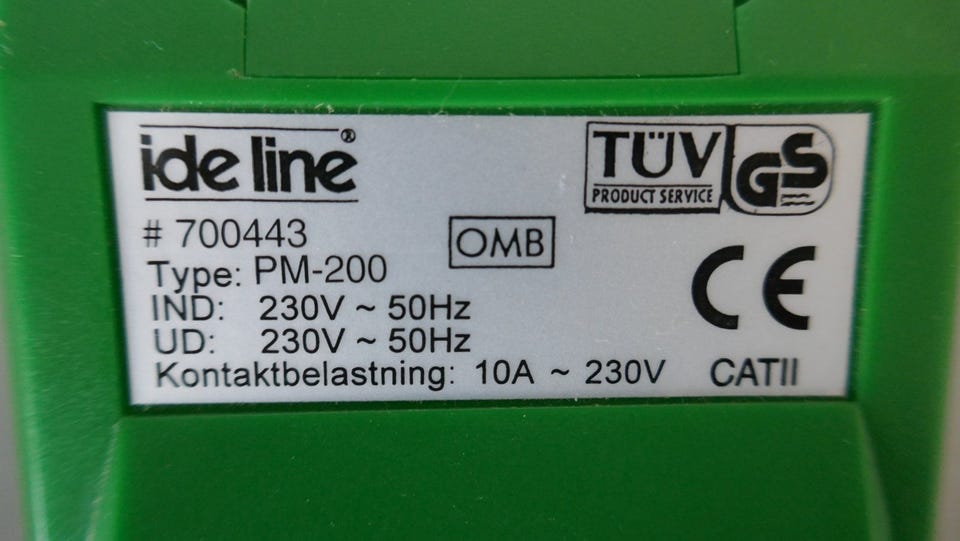 ide line®
TÜV
PRODUCT SERVICE
GS
# 700443
OMB
Type: PM-200
CE
IND: 230V ~ 50Hz
UD: 230V ~ 50Hz
Kontaktbelastning: 10A ~ 230V CATII